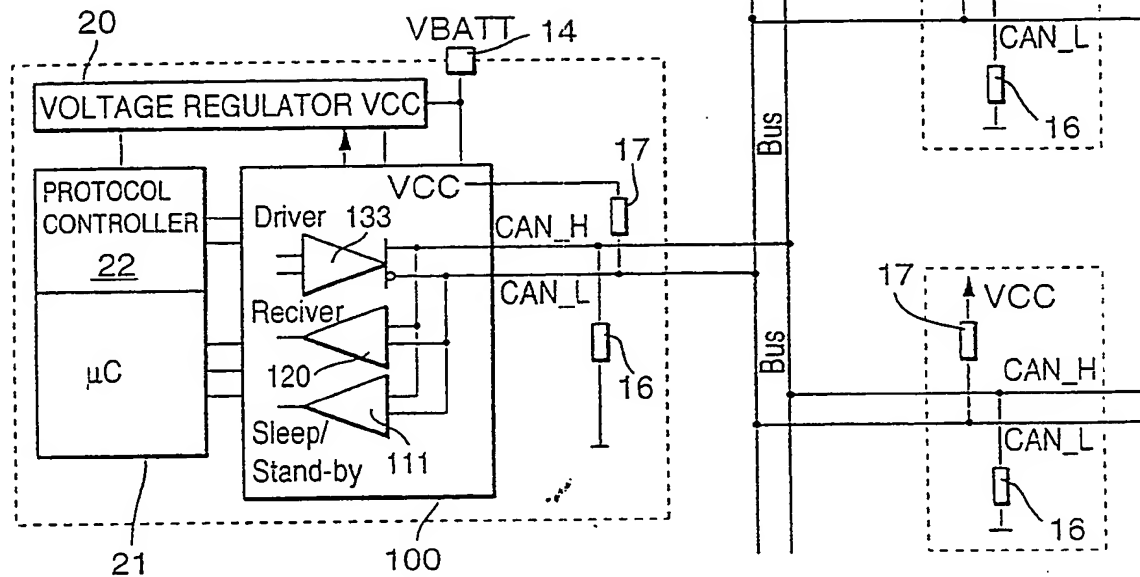 20
VBATT
14
VOLTAGE REGULATOR VCC
PROTOCOL
CONTROLLER
22
µC
21
VCC
Driver
133
Reciver
120
Sleep/
Stand-by
111
100
17
CAN_H
CAN_L
16
Bus
Bus
CAN_L
16
17
VCC
CAN_H
CAN_L
16